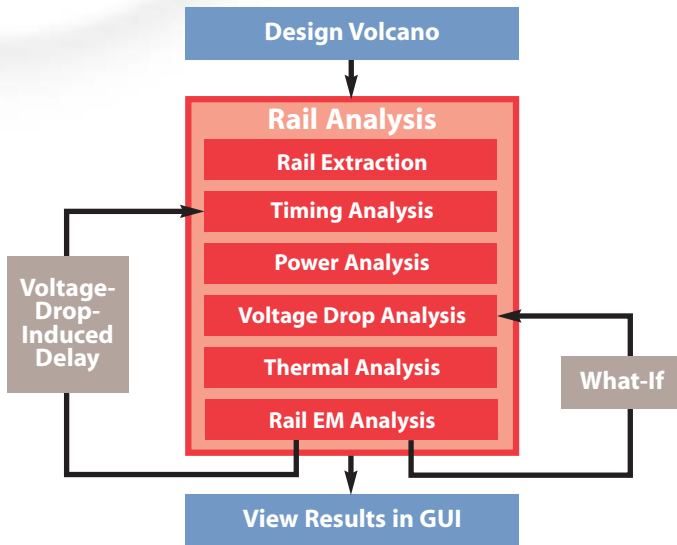 Design Volcano
Rail Analysis
Rail Extraction
Timing Analysis
Power Analysis
Voltage-
Drop-
Induced
Delay
Voltage Drop Analysis
Thermal Analysis
What-If
Rail EM Analysis
View Results in GUI